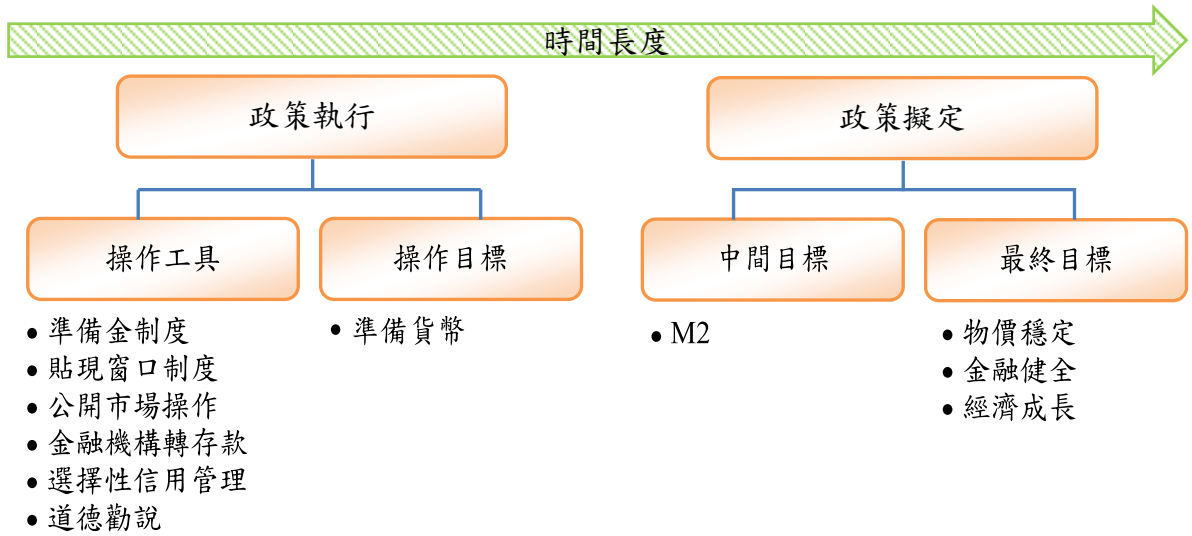 時間長度
政策執行
政策擬定
操作工具
操作目標
中間目標
最終目標
• 準備金制度
• 貼現窗口制度
• 公開市場操作
• 金融機構轉存款
• 選擇性信用管理
• 道德勸說
• 準備貨幣
• M2
• 物價穩定
• 金融健全
• 經濟成長